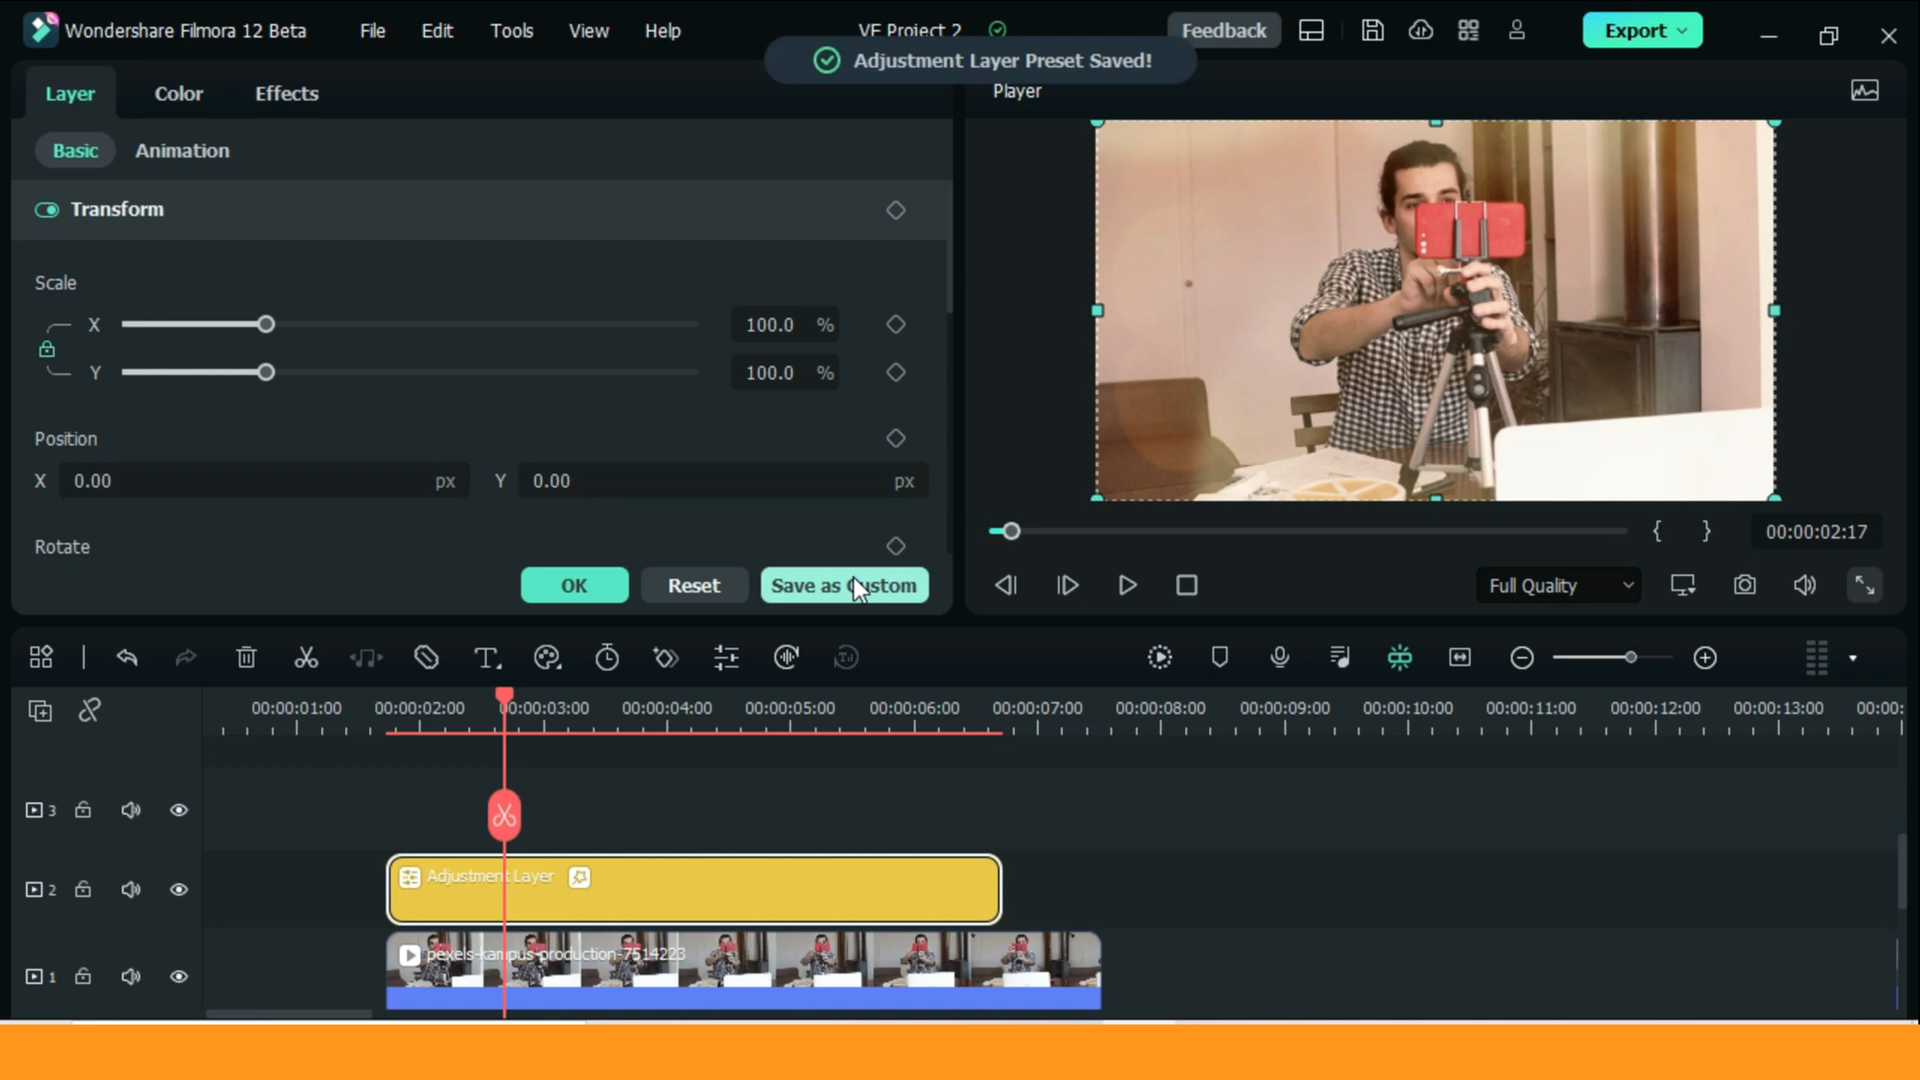 Wondershare Filmora 12 Beta File Edit Tools View Help VE Project 2 Feedback Export
Adjustment Layer Preset Saved!
Layer Color Effects Player
Basic Animation
Transform
Scale
X 100.0 %
Y 100.0 %
Position
X 0.00 px Y 0.00 px
Rotate
00:00:02:17
OK Reset Save as Custom
Full Quality
00:00:01:00 00:00:02:00 00:00:03:00 00:00:04:00 00:00:05:00 00:00:06:00 00:00:07:00 00:00:08:00 00:00:09:00 00:00:10:00 00:00:11:00 00:00:12:00 00:00:13:00 00:00:
3
2 Adjustment Layer
1 pexels-kampus-production-7514223